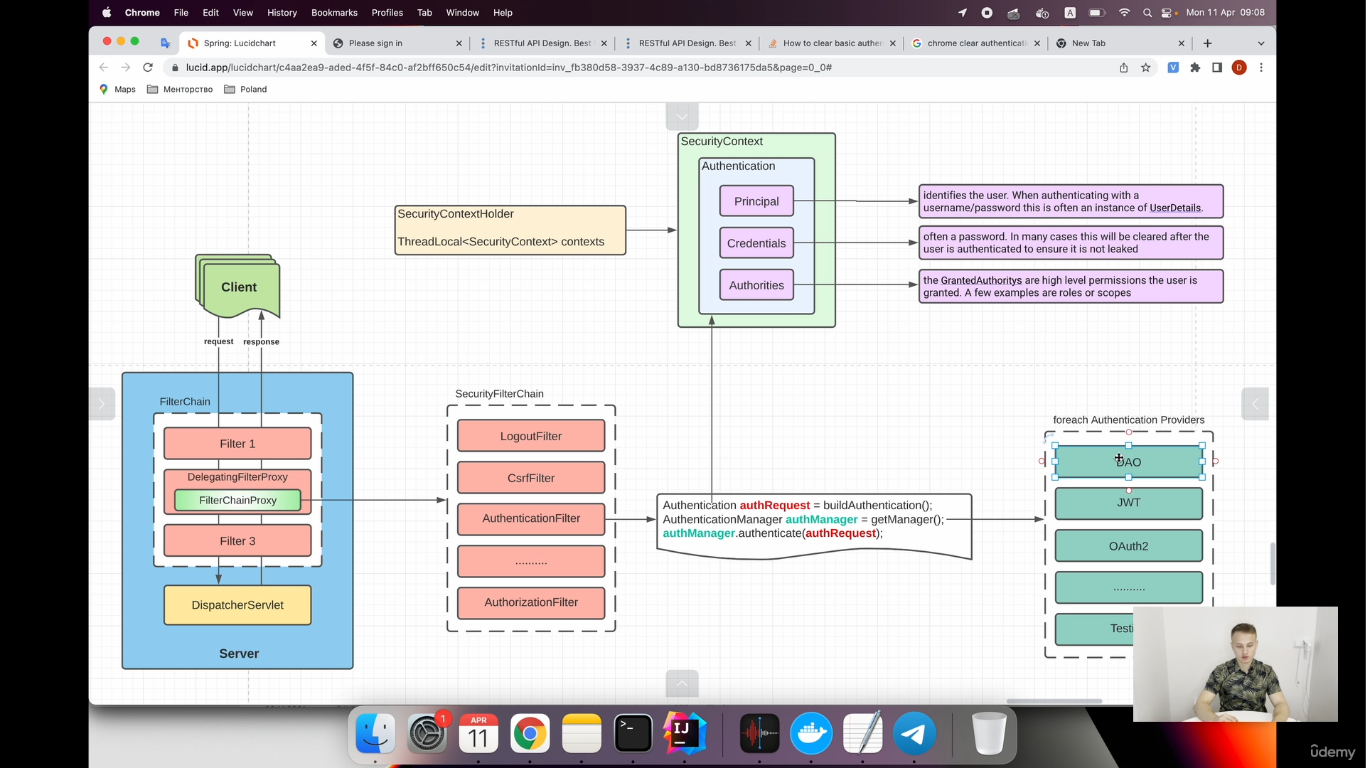 Chrome File Edit View History Bookmarks Profiles Tab Window Help
A Mon 11 Apr 09:08
Spring: Lucidchart
Please sign in
RESTful API Design. Best
RESTful API Design. Best
How to clear basic authen
chrome clear authenticati
New Tab
lucid.app/lucidchart/c4aa2ea9-aded-4f5f-84c0-af2bff650c54/edit?invitationId=inv_fb380d58-3937-4c89-a130-bd8736175da5&page=0_0#
V
D
Maps
Менторство
Poland
SecurityContext
Authentication
Principal
Credentials
Authorities
identifies the user. When authenticating with a
username/password this is often an instance of UserDetails.
often a password. In many cases this will be cleared after the
user is authenticated to ensure it is not leaked
the GrantedAuthoritys are high level permissions the user is
granted. A few examples are roles or scopes
SecurityContextHolder
ThreadLocal<SecurityContext> contexts
Client
request response
FilterChain
Filter 1
DelegatingFilterProxy
FilterChainProxy
Filter 3
DispatcherServlet
Server
SecurityFilterChain
LogoutFilter
CsrfFilter
AuthenticationFilter
..........
AuthorizationFilter
Authentication authRequest = buildAuthentication();
AuthenticationManager authManager = getManager();
authManager.authenticate(authRequest);
foreach Authentication Providers
DAO
JWT
OAuth2
..........
Testi
1
APR
11
>_
IJ
ûdemy